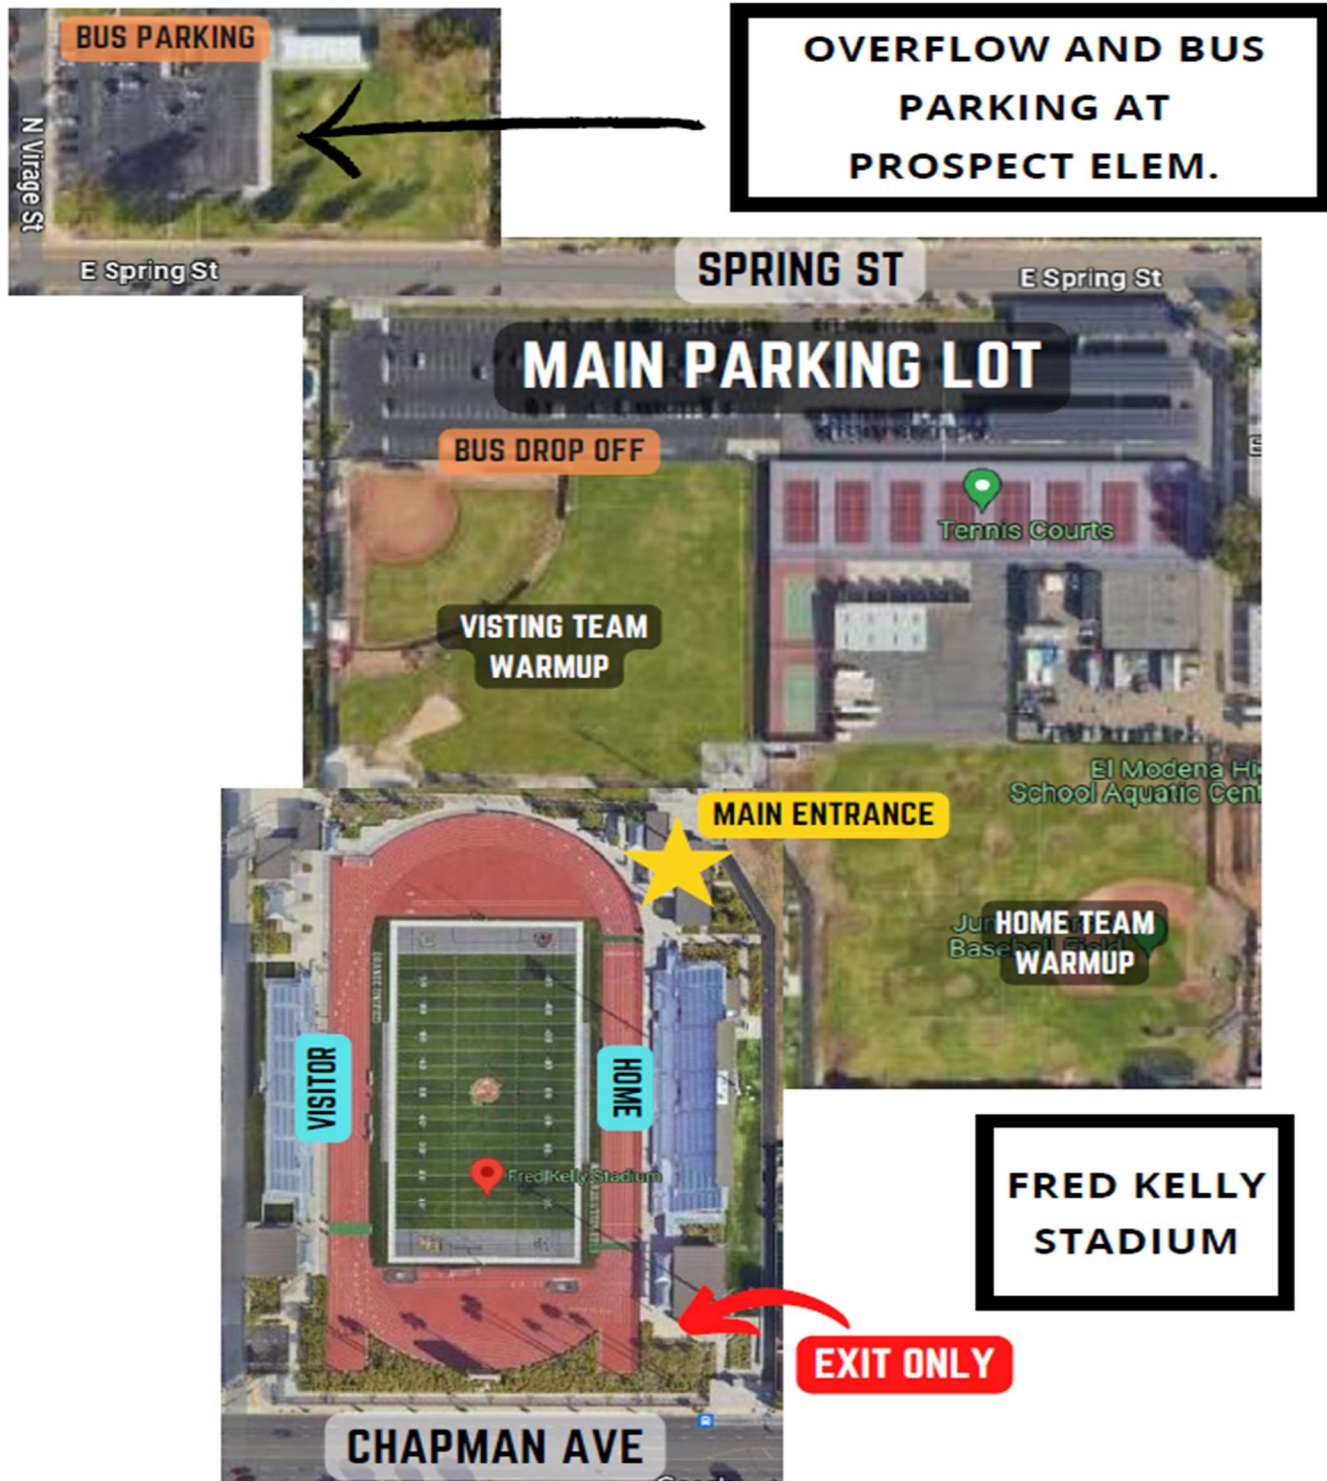 BUS PARKING
OVERFLOW AND BUS
PARKING AT
PROSPECT ELEM.
N Virage St
E Spring St
SPRING ST
E Spring St
MAIN PARKING LOT
BUS DROP OFF
Tennis Courts
VISTING TEAM
WARMUP
El Modena Hi
School Aquatic Cent
MAIN ENTRANCE
HOME TEAM
WARMUP
VISITOR
HOME
Fred Kelly Stadium
FRED KELLY
STADIUM
EXIT ONLY
CHAPMAN AVE